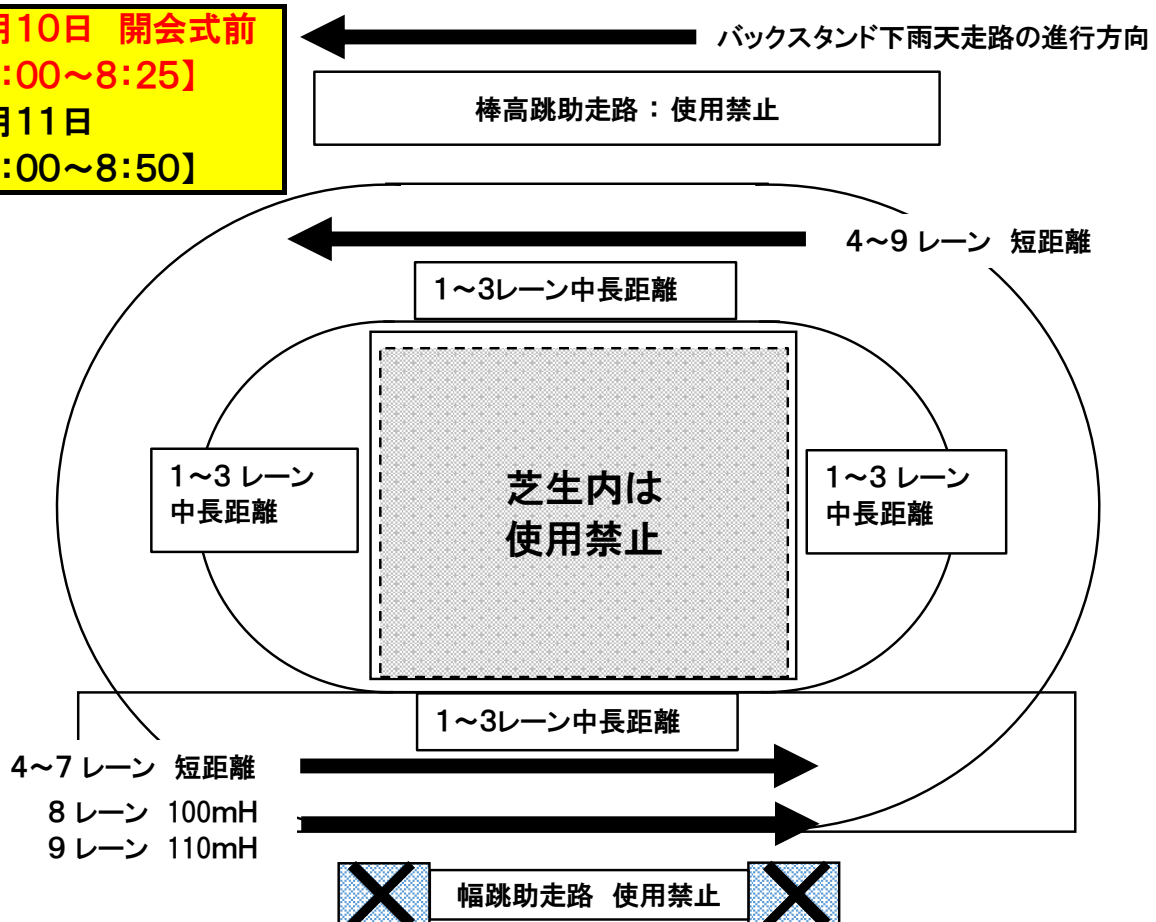 月10日 開会式前
:00～8:25】
月11日
:00～8:50】
バックスタンド下雨天走路の進行方向
棒高跳助走路：使用禁止
4～9 レーン 短距離
1～3レーン中長距離
1～3 レーン
中長距離
芝生内は
使用禁止
1～3 レーン
中長距離
1～3レーン中長距離
4～7 レーン 短距離
8 レーン 100mH
9 レーン 110mH
幅跳助走路 使用禁止